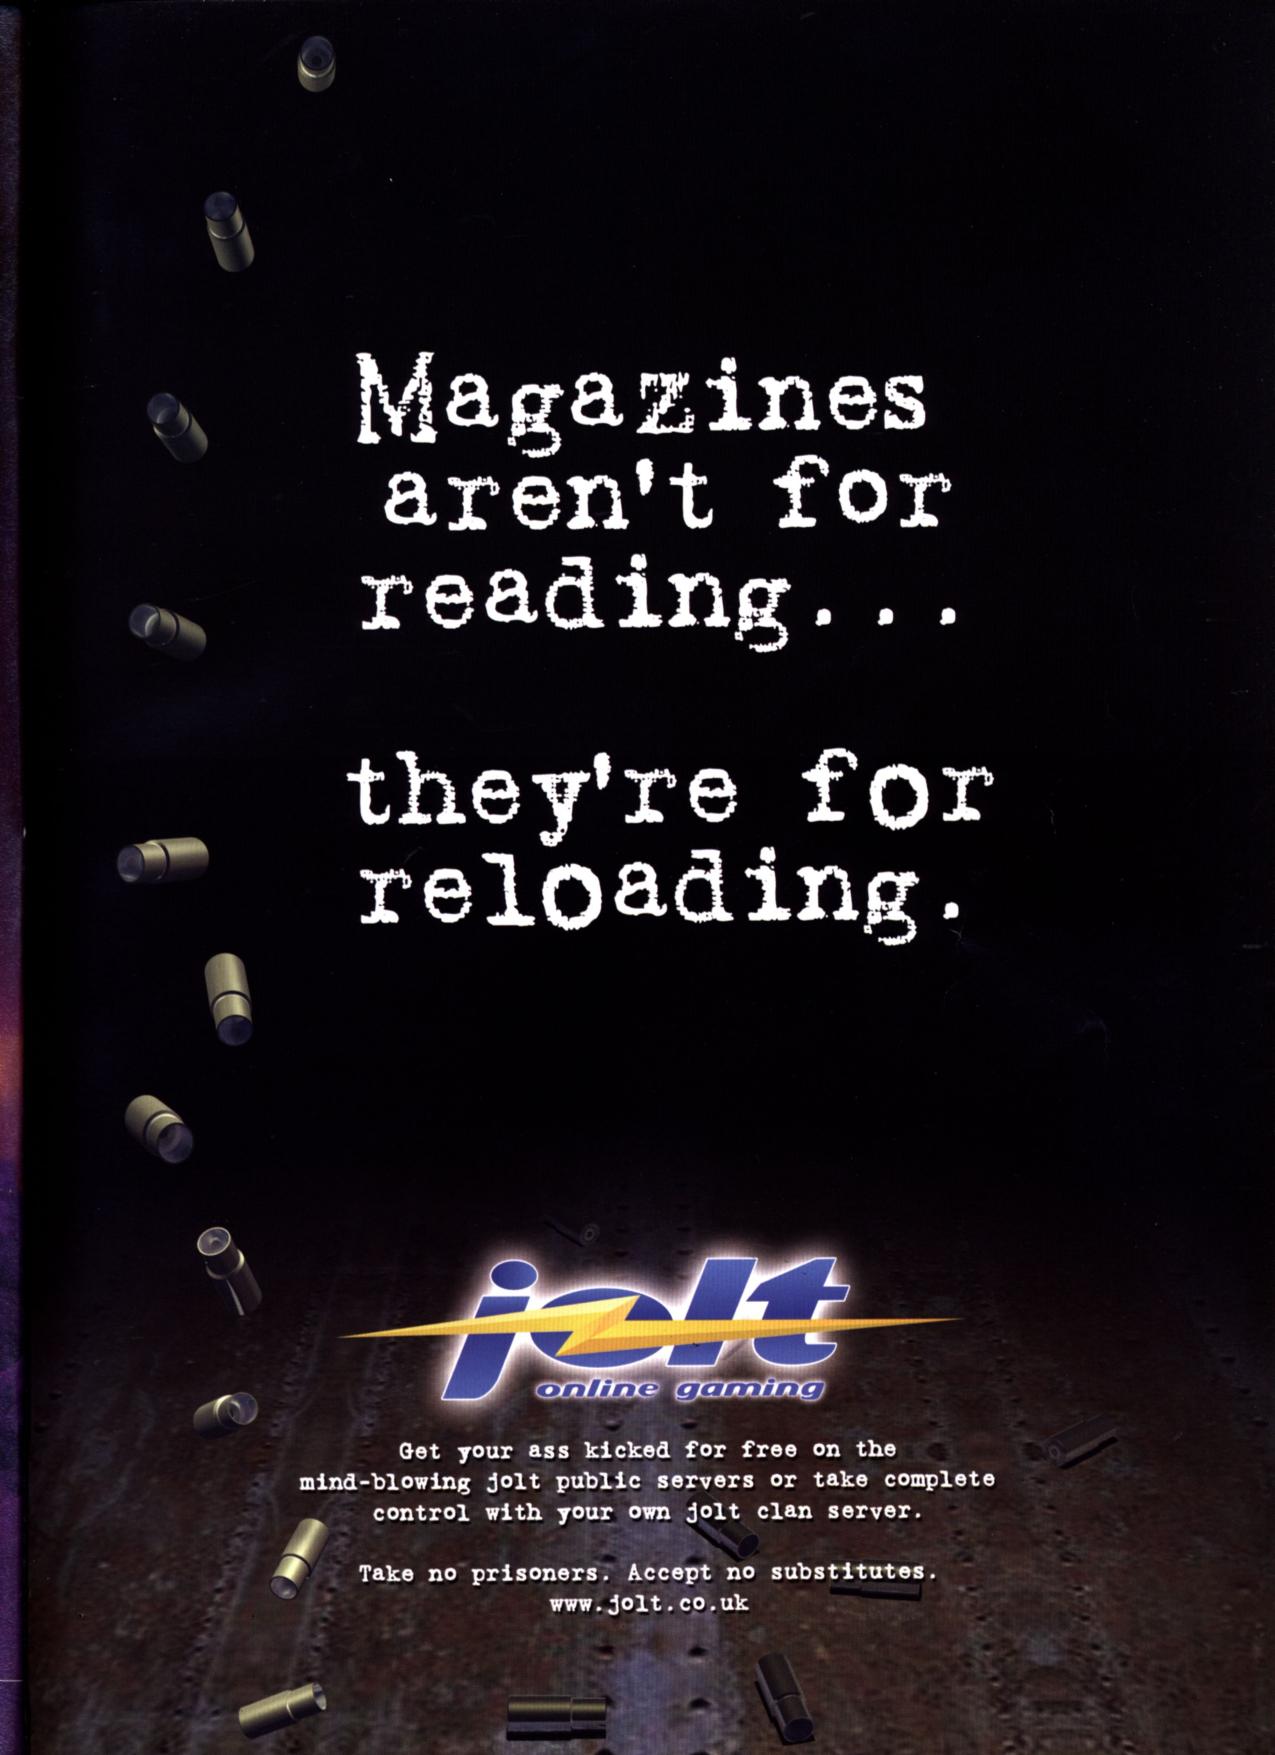 Magazines
aren't for
reading...
they're for
reloading.
jolt
online gaming
Get your ass kicked for free on the
mind-blowing jolt public servers or take complete
control with your own jolt clan server.
Take no prisoners. Accept no substitutes.
www.jolt.co.uk